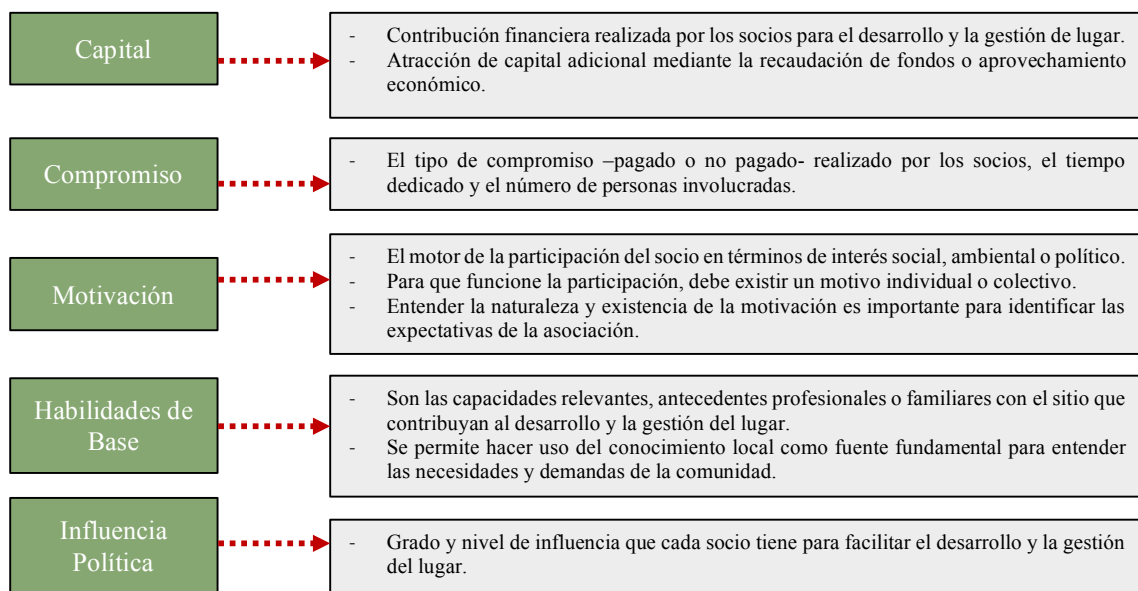 Capital
- Contribución financiera realizada por los socios para el desarrollo y la gestión de lugar.
- Atracción de capital adicional mediante la recaudación de fondos o aprovechamiento
económico.
Compromiso
- El tipo de compromiso –pagado o no pagado- realizado por los socios, el tiempo
dedicado y el número de personas involucradas.
Motivación
- El motor de la participación del socio en términos de interés social, ambiental o político.
- Para que funcione la participación, debe existir un motivo individual o colectivo.
- Entender la naturaleza y existencia de la motivación es importante para identificar las
expectativas de la asociación.
Habilidades de
Base
- Son las capacidades relevantes, antecedentes profesionales o familiares con el sitio que
contribuyan al desarrollo y la gestión del lugar.
- Se permite hacer uso del conocimiento local como fuente fundamental para entender
las necesidades y demandas de la comunidad.
Influencia
Política
- Grado y nivel de influencia que cada socio tiene para facilitar el desarrollo y la gestión
del lugar.